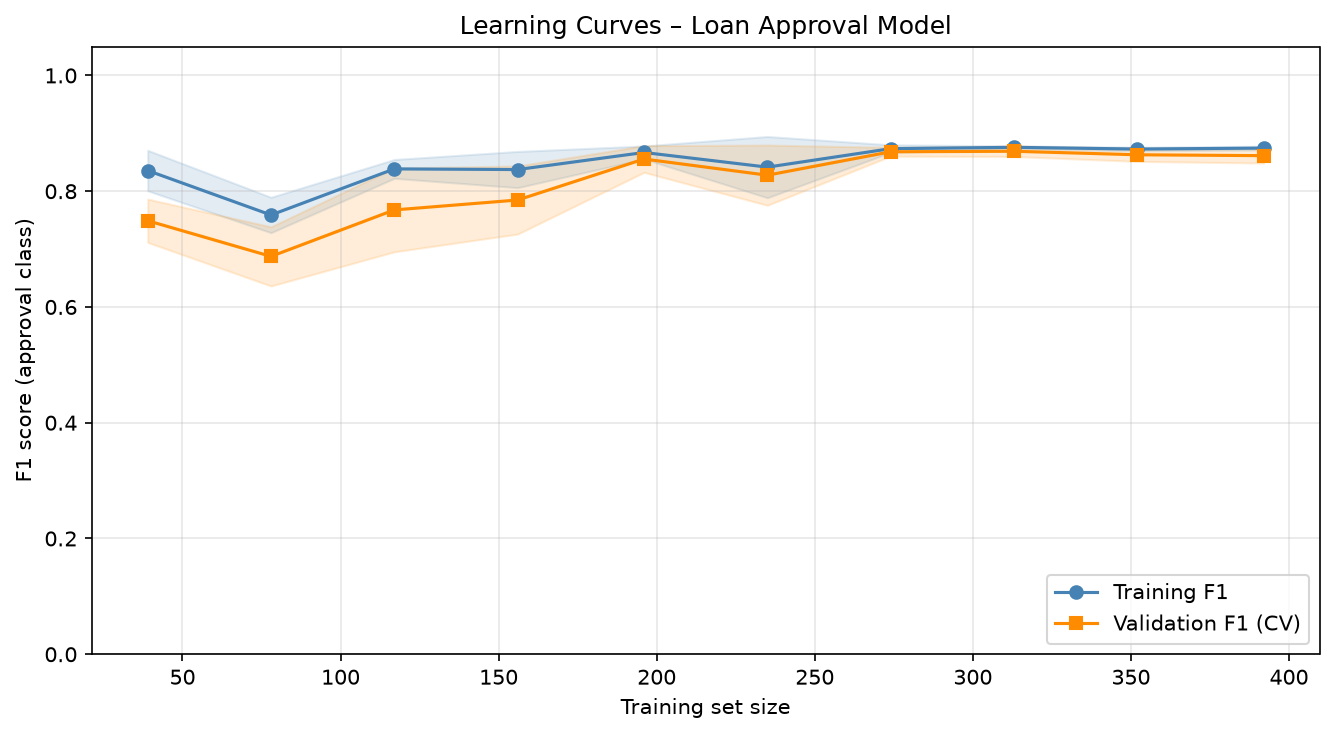 Learning Curves – Loan Approval Model
F1 score (approval class)
1.0
0.8
0.6
0.4
0.2
0.0
50 100 150 200 250 300 350 400
Training set size
Training F1
Validation F1 (CV)